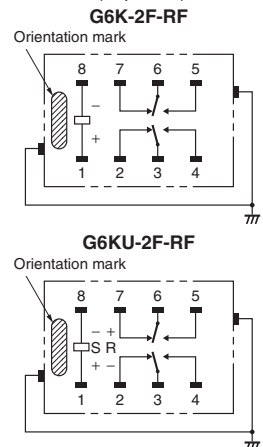 G6K-2F-RF
Orientation mark
8 7 6 5
−
+
1 2 3 4
G6KU-2F-RF
Orientation mark
8 7 6 5
− +
S R
+ −
1 2 3 4